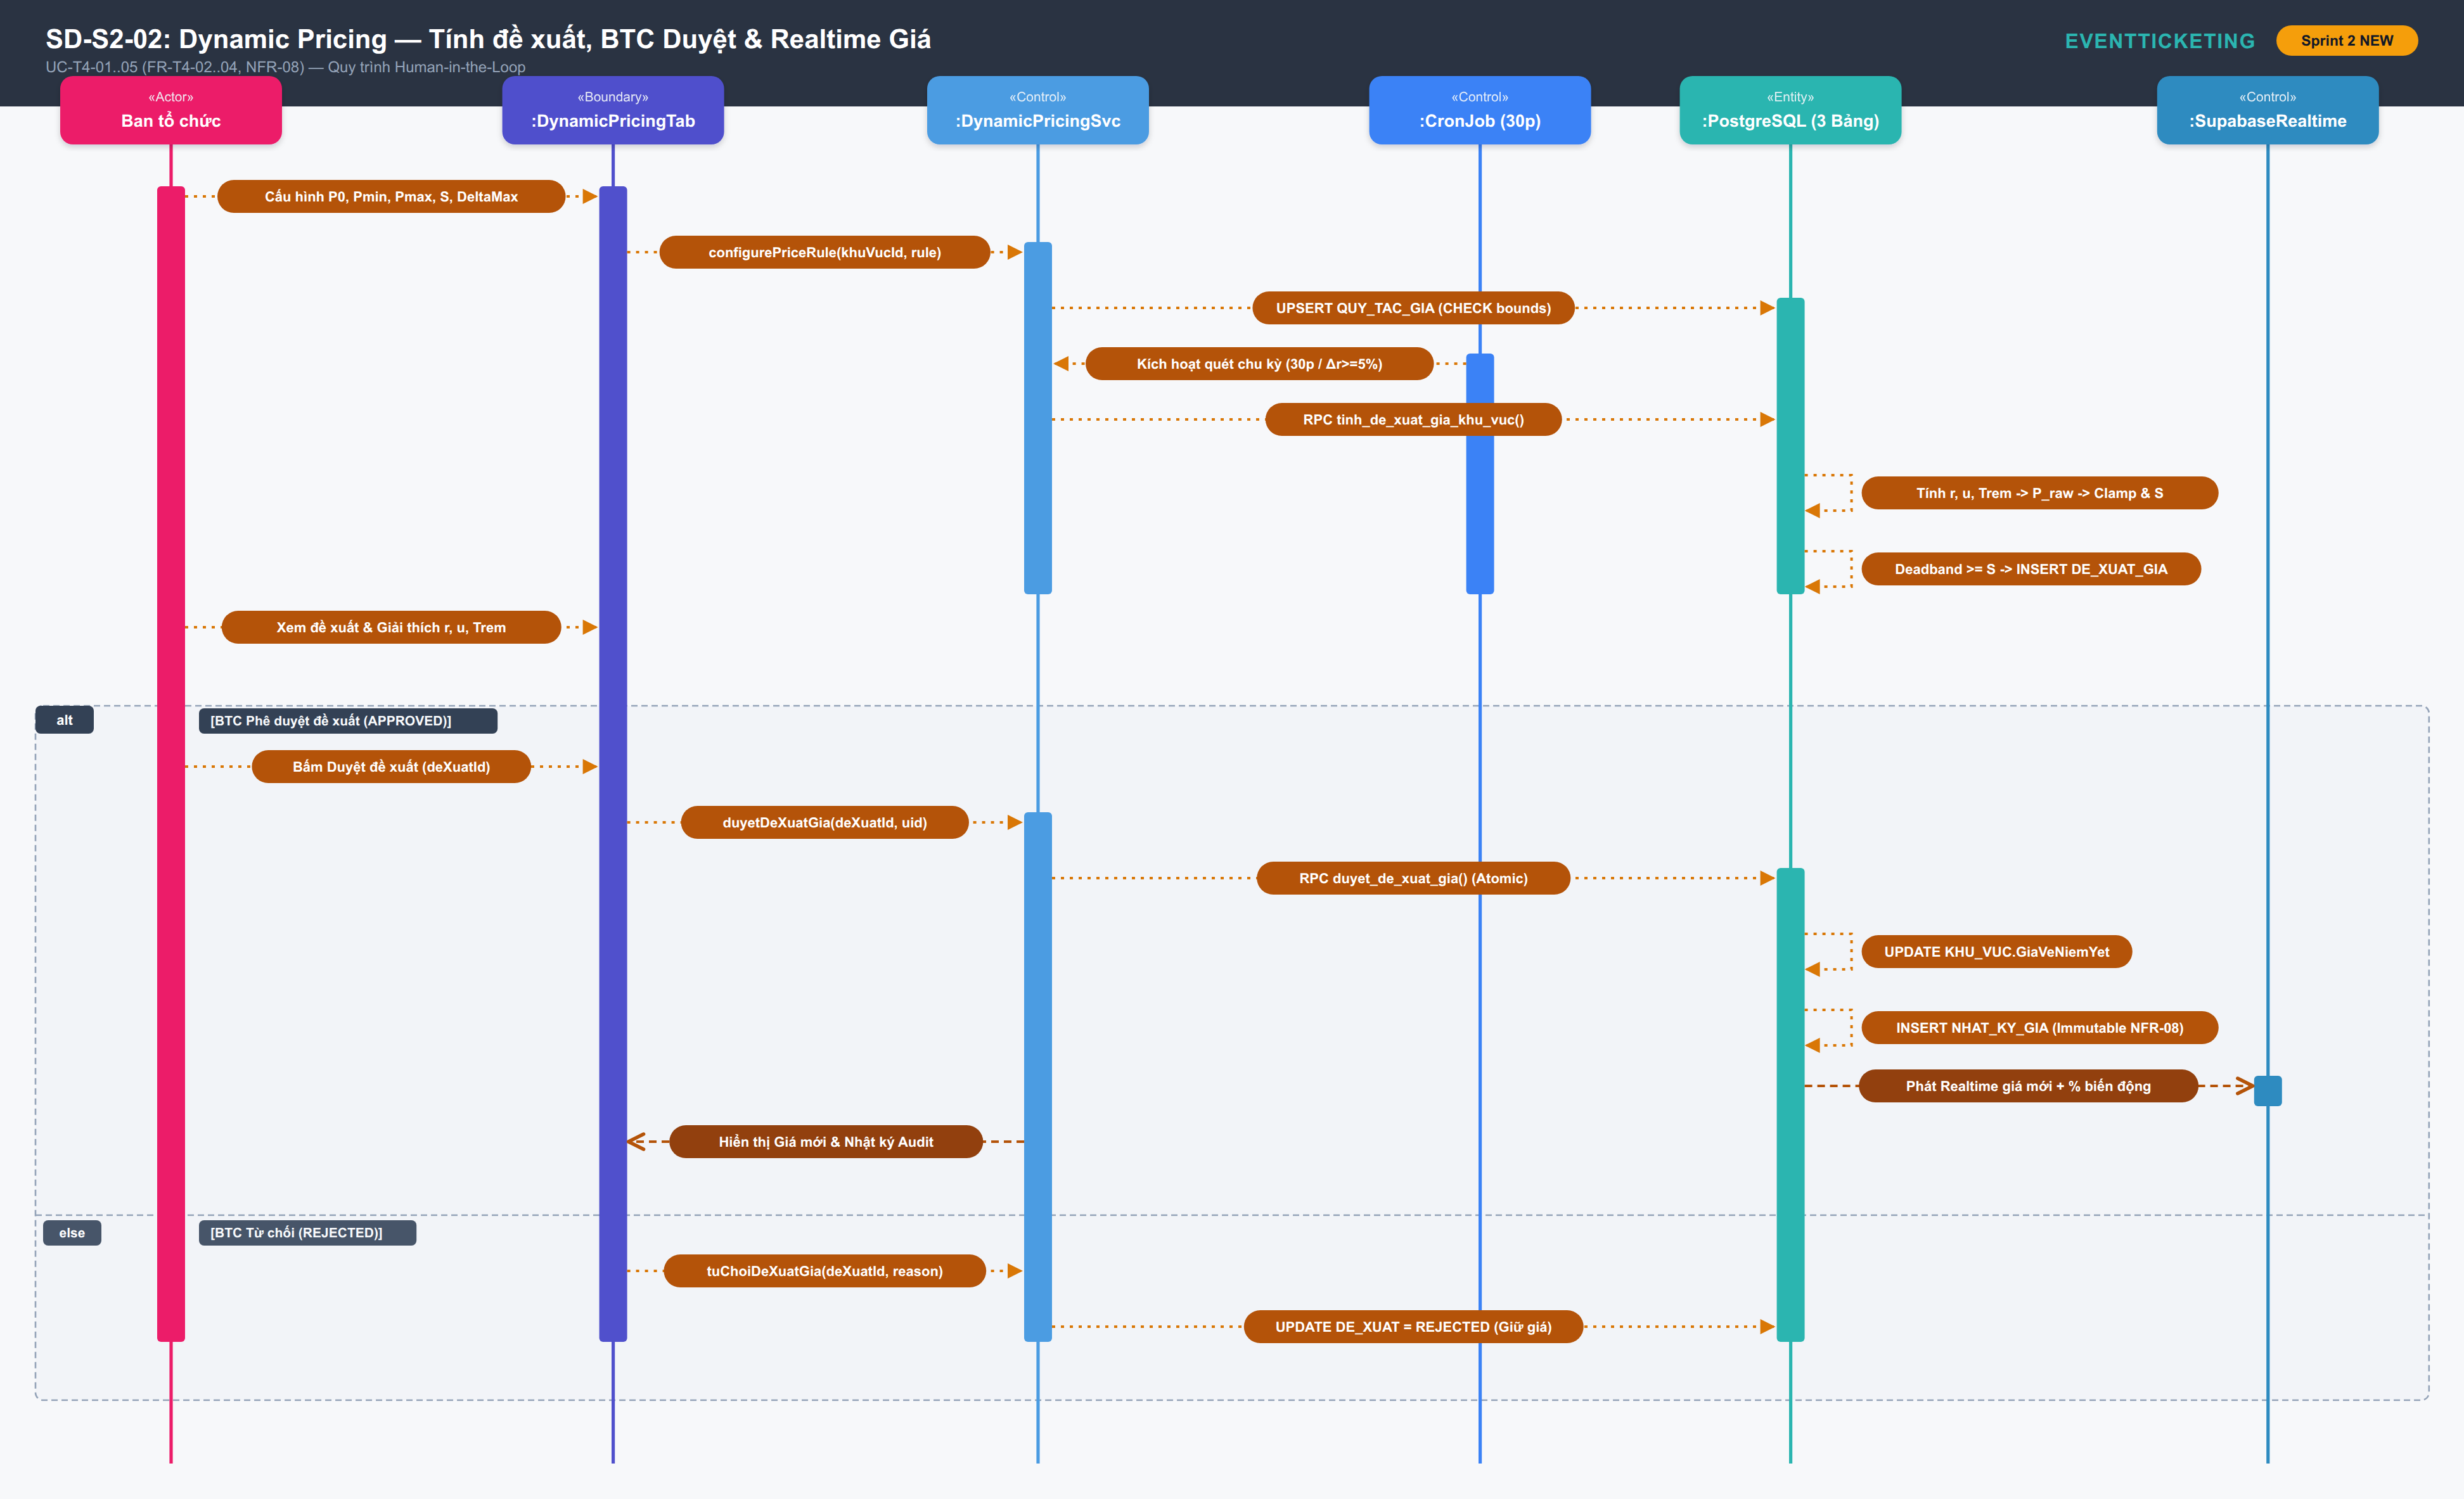 SD-S2-02: Dynamic Pricing — Tính đề xuất, BTC Duyệt & Realtime Giá
EVENTTICKETING
Sprint 2 NEW
UC-T4-01..05 (FR-T4-02..04, NFR-08) — Quy trình Human-in-the-Loop
«Actor»
Ban tổ chức
«Boundary»
:DynamicPricingTab
«Control»
:DynamicPricingSvc
«Control»
:CronJob (30p)
«Entity»
:PostgreSQL (3 Bảng)
«Control»
:SupabaseRealtime
Cấu hình P0, Pmin, Pmax, S, DeltaMax
configurePriceRule(khuVucId, rule)
UPSERT QUY_TAC_GIA (CHECK bounds)
Kích hoạt quét chu kỳ (30p / Δr>=5%)
RPC tinh_de_xuat_gia_khu_vuc()
Tính r, u, Trem -> P_raw -> Clamp & S
Deadband >= S -> INSERT DE_XUAT_GIA
Xem đề xuất & Giải thích r, u, Trem
alt
[BTC Phê duyệt đề xuất (APPROVED)]
Bấm Duyệt đề xuất (deXuatId)
duyetDeXuatGia(deXuatId, uid)
RPC duyet_de_xuat_gia() (Atomic)
UPDATE KHU_VUC.GiaVeNiemYet
INSERT NHAT_KY_GIA (Immutable NFR-08)
Phát Realtime giá mới + % biến động
Hiển thị Giá mới & Nhật ký Audit
else
[BTC Từ chối (REJECTED)]
tuChoiDeXuatGia(deXuatId, reason)
UPDATE DE_XUAT = REJECTED (Giữ giá)